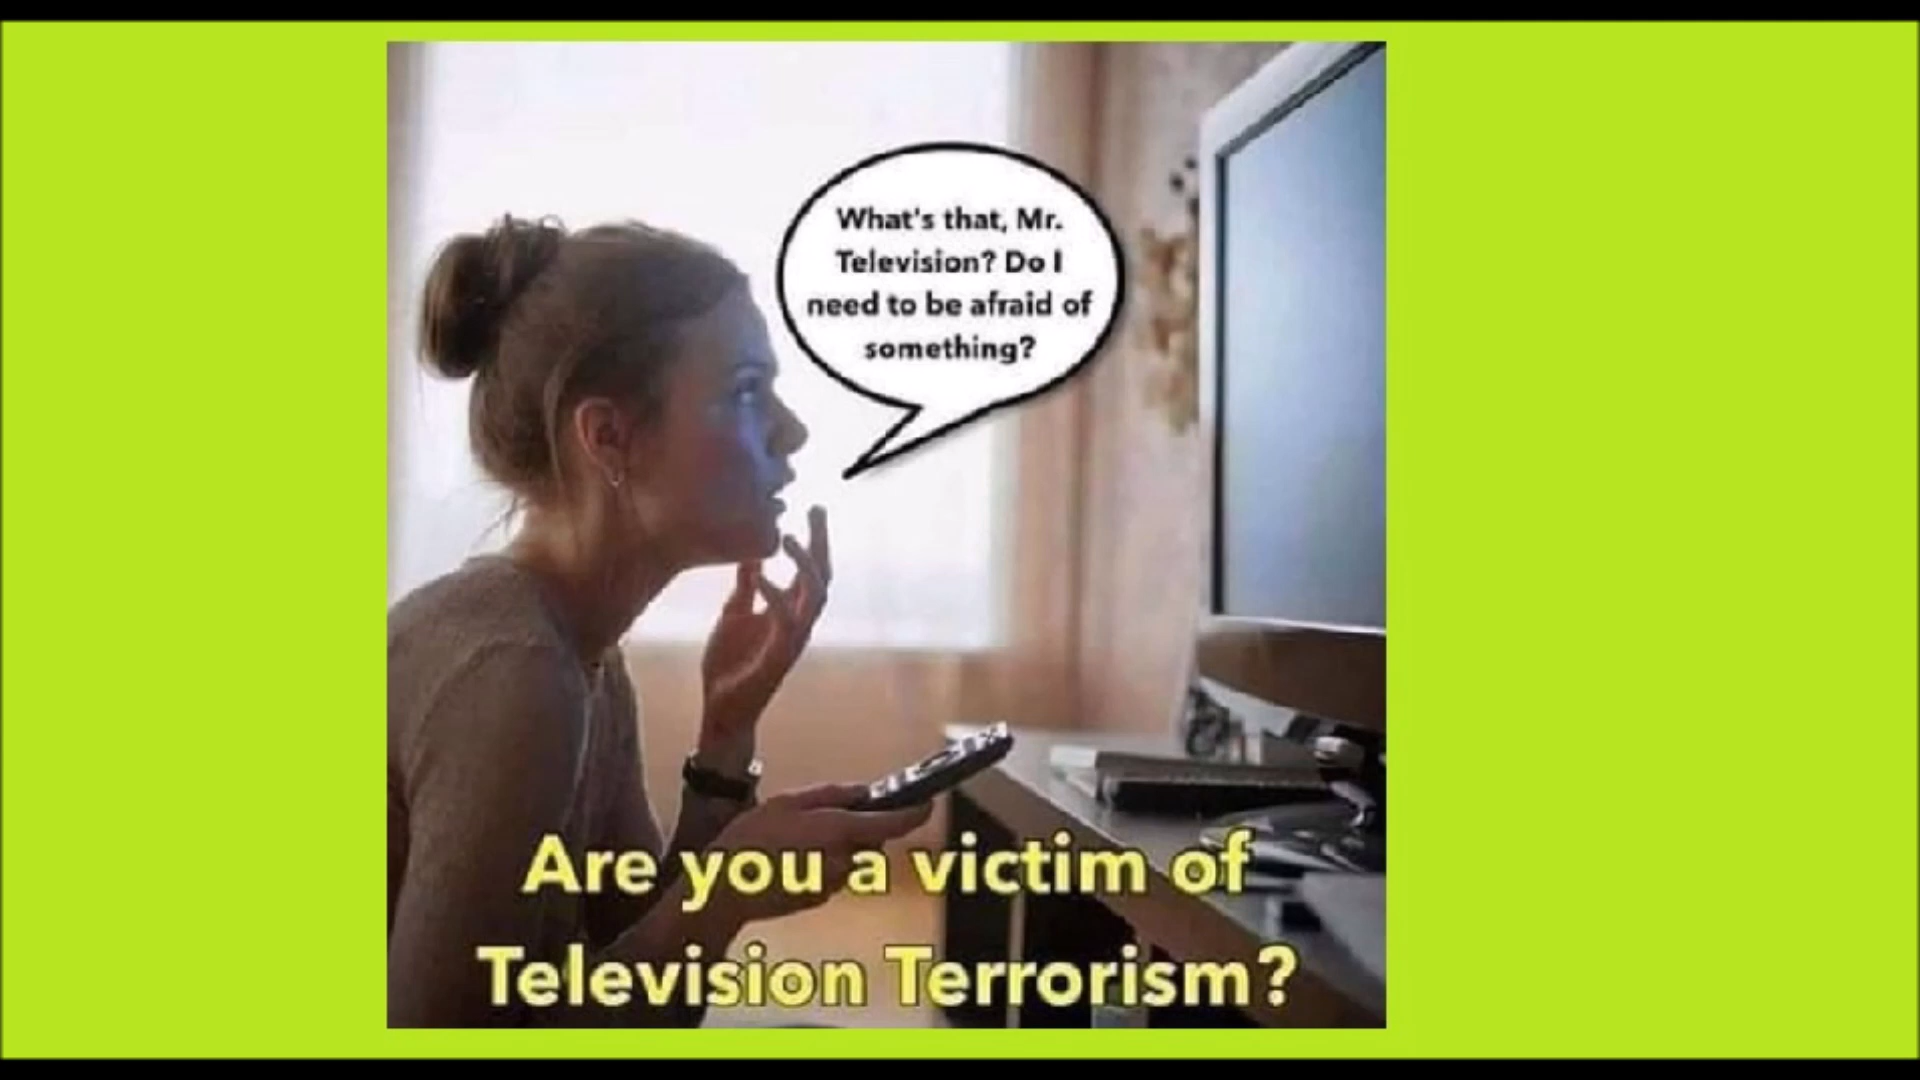 What's that, Mr.
Television? Do I
need to be afraid of
something?
Are you a victim of
Television Terrorism?